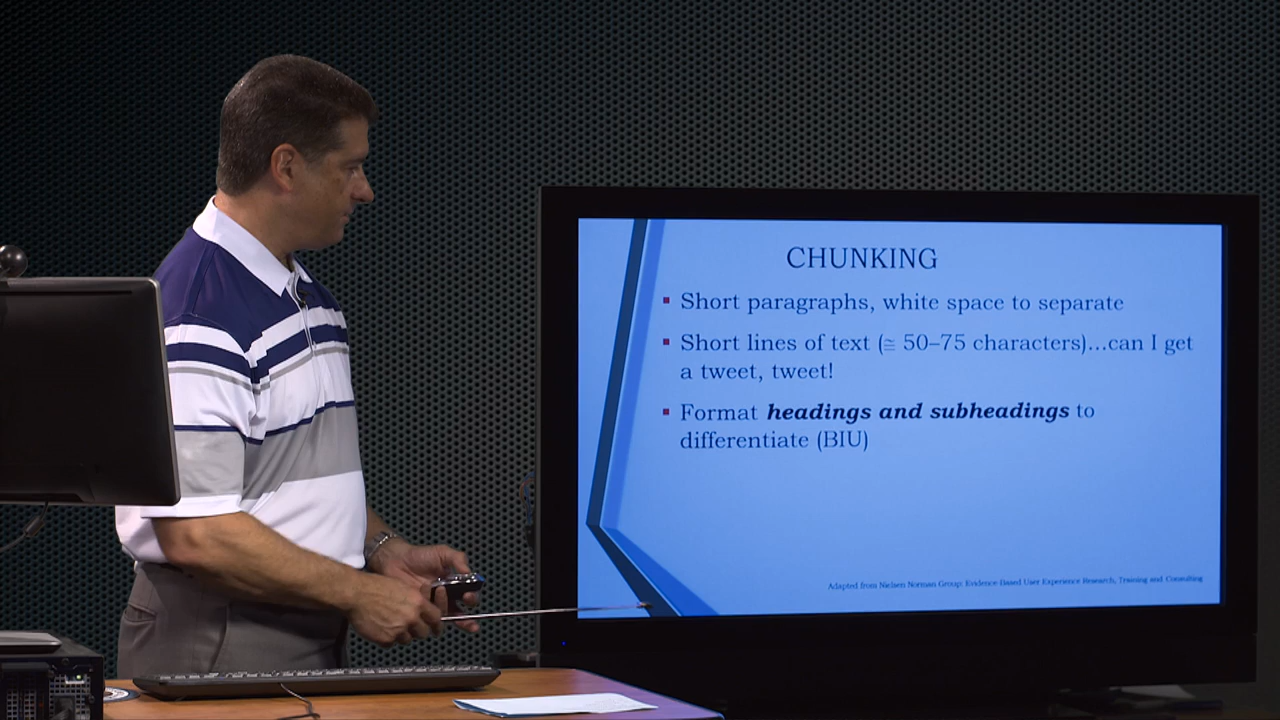 CHUNKING
Short paragraphs, white space to separate
Short lines of text (≅ 50–75 characters)...can I get
a tweet, tweet!
Format headings and subheadings to
differentiate (BIU)
Adapted from Nielsen Norman Group: Evidence-Based User Experience Research, Training and Consulting